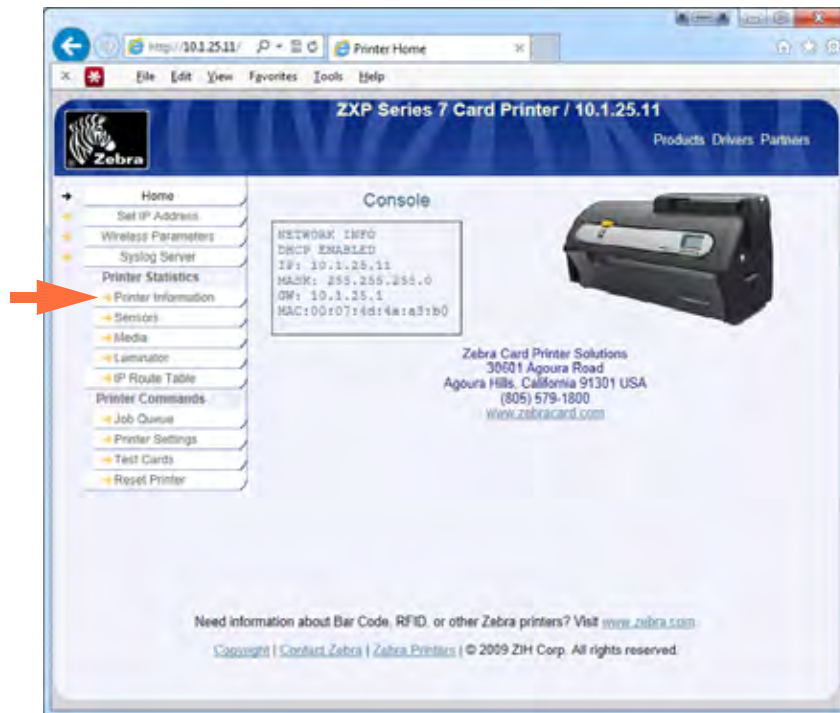 http://10.1.25.11/
Printer Home
File Edit View Favorites Tools Help
ZXP Series 7 Card Printer / 10.1.25.11
Products Drivers Partners
Zebra
Home
Set IP Address
Wireless Parameters
Syslog Server
Printer Statistics
Printer Information
Sensors
Media
Laminator
IP Route Table
Printer Commands
Job Queue
Printer Settings
Test Cards
Reset Printer
Console
NETWORK INFO
DHCP ENABLED
IP: 10.1.25.11
MASK: 255.255.255.0
GW: 10.1.25.1
MAC:00:07:4d:4a:a3:b0
Zebra Card Printer Solutions
30601 Agoura Road
Agoura Hills, California 91301 USA
(805) 579-1800
www.zebracard.com
Need information about Bar Code, RFID, or other Zebra printers? Visit www.zebra.com.
Copyright | Contact Zebra | Zebra Printers | © 2009 ZIH Corp. All rights reserved.